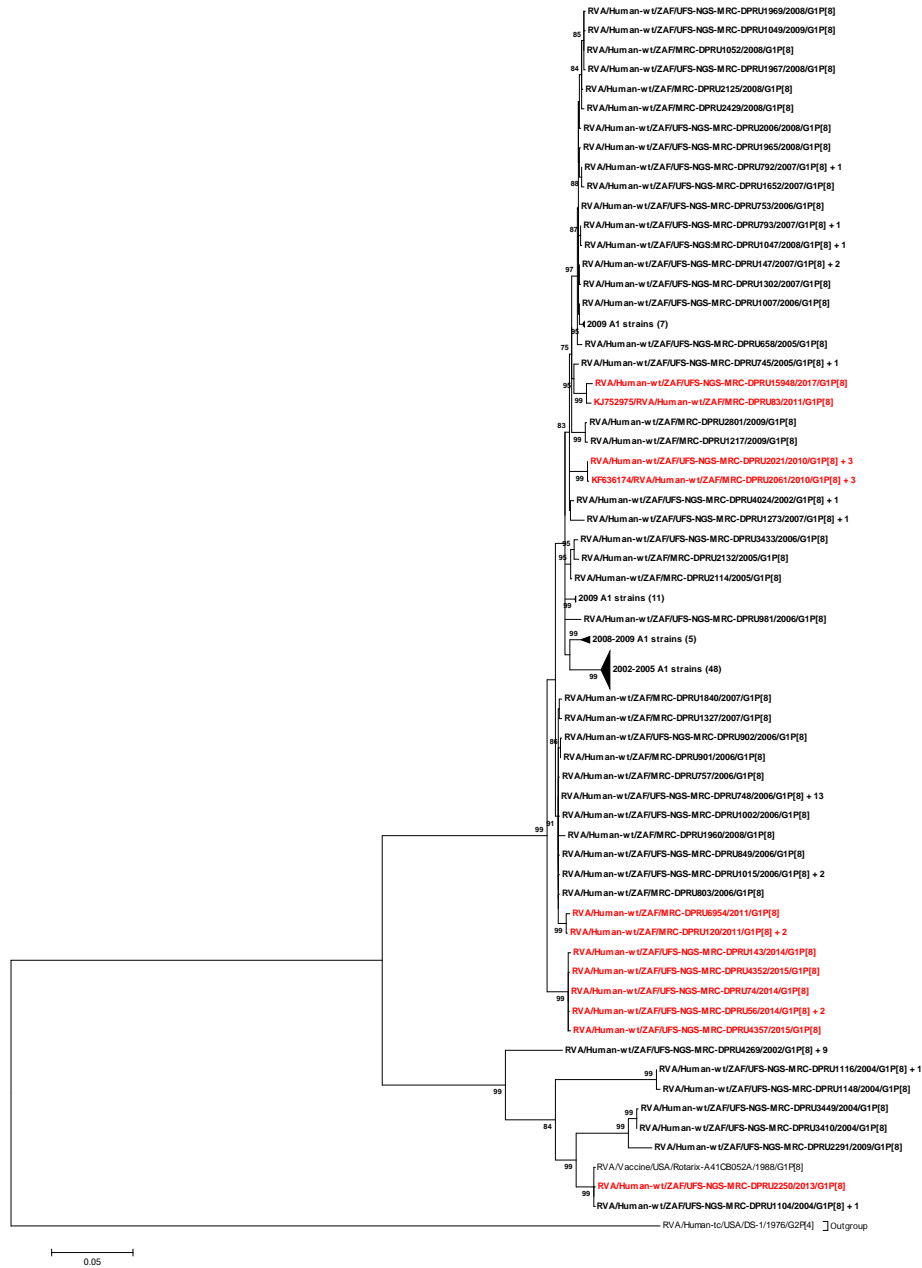 RVA/Human-wt/ZAF/UFS-NGS-MRC-DPRU1969/2008/G1P[8]
85
RVA/Human-wt/ZAF/UFS-NGS-MRC-DPRU1049/2009/G1P[8]
RVA/Human-wt/ZAF/MRC-DPRU1052/2008/G1P[8]
84
RVA/Human-wt/ZAF/UFS-NGS-MRC-DPRU1967/2008/G1P[8]
RVA/Human-wt/ZAF/MRC-DPRU2125/2008/G1P[8]
RVA/Human-wt/ZAF/MRC-DPRU2429/2008/G1P[8]
RVA/Human-wt/ZAF/UFS-NGS-MRC-DPRU2006/2008/G1P[8]
RVA/Human-wt/ZAF/UFS-NGS-MRC-DPRU1965/2008/G1P[8]
RVA/Human-wt/ZAF/UFS-NGS-MRC-DPRU792/2007/G1P[8] + 1
88
RVA/Human-wt/ZAF/UFS-NGS-MRC-DPRU1652/2007/G1P[8]
RVA/Human-wt/ZAF/UFS-NGS-MRC-DPRU753/2006/G1P[8]
87
RVA/Human-wt/ZAF/UFS-NGS-MRC-DPRU793/2007/G1P[8] + 1
RVA/Human-wt/ZAF/UFS-NGS:MRC-DPRU1047/2008/G1P[8] + 1
RVA/Human-wt/ZAF/UFS-NGS-MRC-DPRU147/2007/G1P[8] + 2
97
RVA/Human-wt/ZAF/UFS-NGS-MRC-DPRU1302/2007/G1P[8]
RVA/Human-wt/ZAF/UFS-NGS-MRC-DPRU1007/2006/G1P[8]
2009 A1 strains (7)
95
RVA/Human-wt/ZAF/UFS-NGS-MRC-DPRU658/2005/G1P[8]
75
RVA/Human-wt/ZAF/UFS-NGS-MRC-DPRU745/2005/G1P[8] + 1
RVA/Human-wt/ZAF/UFS-NGS-MRC-DPRU15948/2017/G1P[8]
95
99
KJ752975/RVA/Human-wt/ZAF/MRC-DPRU83/2011/G1P[8]
RVA/Human-wt/ZAF/MRC-DPRU2801/2009/G1P[8]
83
99
RVA/Human-wt/ZAF/MRC-DPRU1217/2009/G1P[8]
RVA/Human-wt/ZAF/UFS-NGS-MRC-DPRU2021/2010/G1P[8] + 3
99
KF636174/RVA/Human-wt/ZAF/MRC-DPRU2061/2010/G1P[8] + 3
RVA/Human-wt/ZAF/UFS-NGS-MRC-DPRU4024/2002/G1P[8] + 1
RVA/Human-wt/ZAF/UFS-NGS-MRC-DPRU1273/2007/G1P[8] + 1
RVA/Human-wt/ZAF/UFS-NGS-MRC-DPRU3433/2006/G1P[8]
95
95
RVA/Human-wt/ZAF/MRC-DPRU2132/2005/G1P[8]
RVA/Human-wt/ZAF/MRC-DPRU2114/2005/G1P[8]
2009 A1 strains (11)
99
RVA/Human-wt/ZAF/UFS-NGS-MRC-DPRU981/2006/G1P[8]
99
2008-2009 A1 strains (5)
2002-2005 A1 strains (48)
99
RVA/Human-wt/ZAF/MRC-DPRU1840/2007/G1P[8]
RVA/Human-wt/ZAF/MRC-DPRU1327/2007/G1P[8]
RVA/Human-wt/ZAF/UFS-NGS-MRC-DPRU902/2006/G1P[8]
86
RVA/Human-wt/ZAF/MRC-DPRU901/2006/G1P[8]
RVA/Human-wt/ZAF/MRC-DPRU757/2006/G1P[8]
RVA/Human-wt/ZAF/UFS-NGS-MRC-DPRU748/2006/G1P[8] + 13
RVA/Human-wt/ZAF/UFS-NGS-MRC-DPRU1002/2006/G1P[8]
91
99
RVA/Human-wt/ZAF/MRC-DPRU1960/2008/G1P[8]
RVA/Human-wt/ZAF/UFS-NGS-MRC-DPRU849/2006/G1P[8]
RVA/Human-wt/ZAF/UFS-NGS-MRC-DPRU1015/2006/G1P[8] + 2
RVA/Human-wt/ZAF/MRC-DPRU803/2006/G1P[8]
RVA/Human-wt/ZAF/MRC-DPRU6954/2011/G1P[8]
99
RVA/Human-wt/ZAF/MRC-DPRU120/2011/G1P[8] + 2
RVA/Human-wt/ZAF/UFS-NGS-MRC-DPRU143/2014/G1P[8]
RVA/Human-wt/ZAF/UFS-NGS-MRC-DPRU4352/2015/G1P[8]
RVA/Human-wt/ZAF/UFS-NGS-MRC-DPRU74/2014/G1P[8]
99
RVA/Human-wt/ZAF/UFS-NGS-MRC-DPRU56/2014/G1P[8] + 2
RVA/Human-wt/ZAF/UFS-NGS-MRC-DPRU4357/2015/G1P[8]
RVA/Human-wt/ZAF/UFS-NGS-MRC-DPRU4269/2002/G1P[8] + 9
RVA/Human-wt/ZAF/UFS-NGS-MRC-DPRU1116/2004/G1P[8] + 1
99
99
RVA/Human-wt/ZAF/UFS-NGS-MRC-DPRU1148/2004/G1P[8]
RVA/Human-wt/ZAF/UFS-NGS-MRC-DPRU3449/2004/G1P[8]
99
84
99
RVA/Human-wt/ZAF/UFS-NGS-MRC-DPRU3410/2004/G1P[8]
RVA/Human-wt/ZAF/UFS-NGS-MRC-DPRU2291/2009/G1P[8]
99
RVA/Vaccine/USA/Rotarix-A41CB052A/1988/G1P[8]
RVA/Human-wt/ZAF/UFS-NGS-MRC-DPRU2250/2013/G1P[8]
99
RVA/Human-wt/ZAF/UFS-NGS-MRC-DPRU1104/2004/G1P[8] + 1
RVA/Human-tc/USA/DS-1/1976/G2P[4] Outgroup
0.05